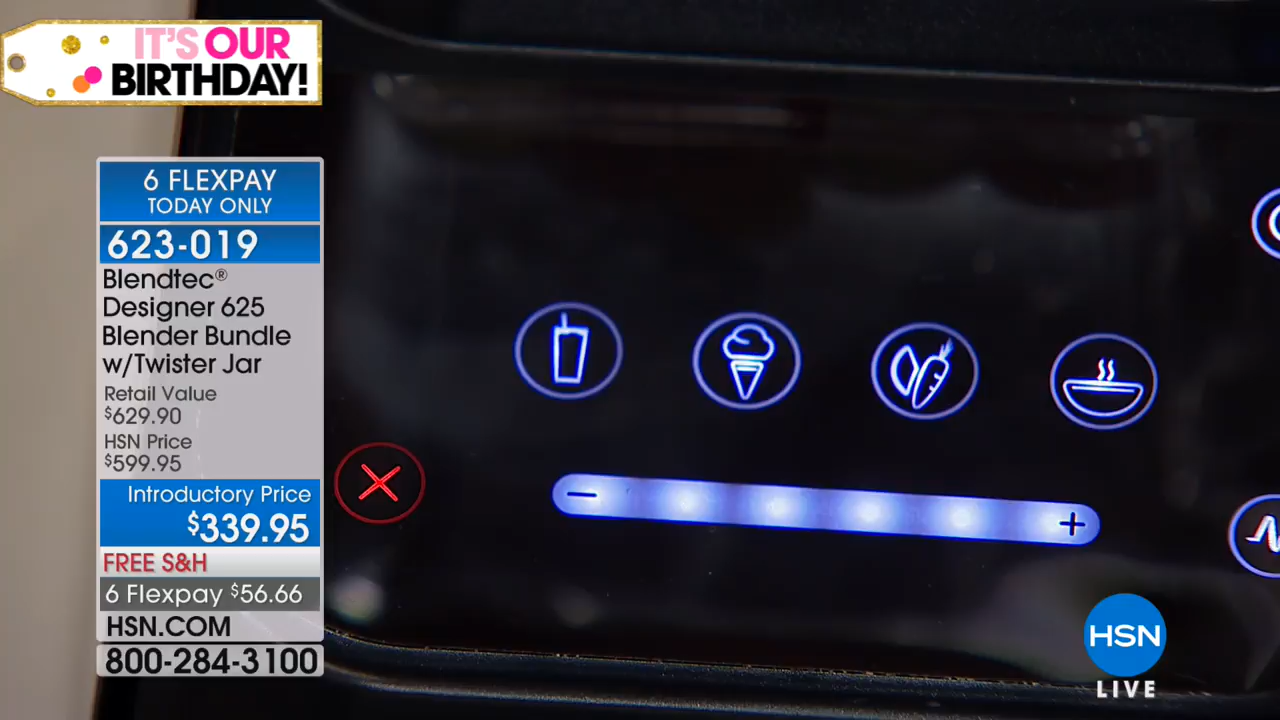 IT'S OUR
BIRTHDAY!
6 FLEXPAY
TODAY ONLY
623-019
Blendtec®
Designer 625
Blender Bundle
w/Twister Jar
Retail Value
$629.90
HSN Price
$599.95
Introductory Price
$339.95
FREE S&H
6 Flexpay $56.66
HSN.COM
800-284-3100
− +
HSN
LIVE